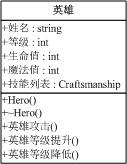 英雄
+姓名 : string
+等级 : int
+生命值 : int
+魔法值 : int
+技能列表 : Craftsmanship
+Hero()
+~Hero()
+英雄攻击()
+英雄等级提升()
+英雄等级降低()